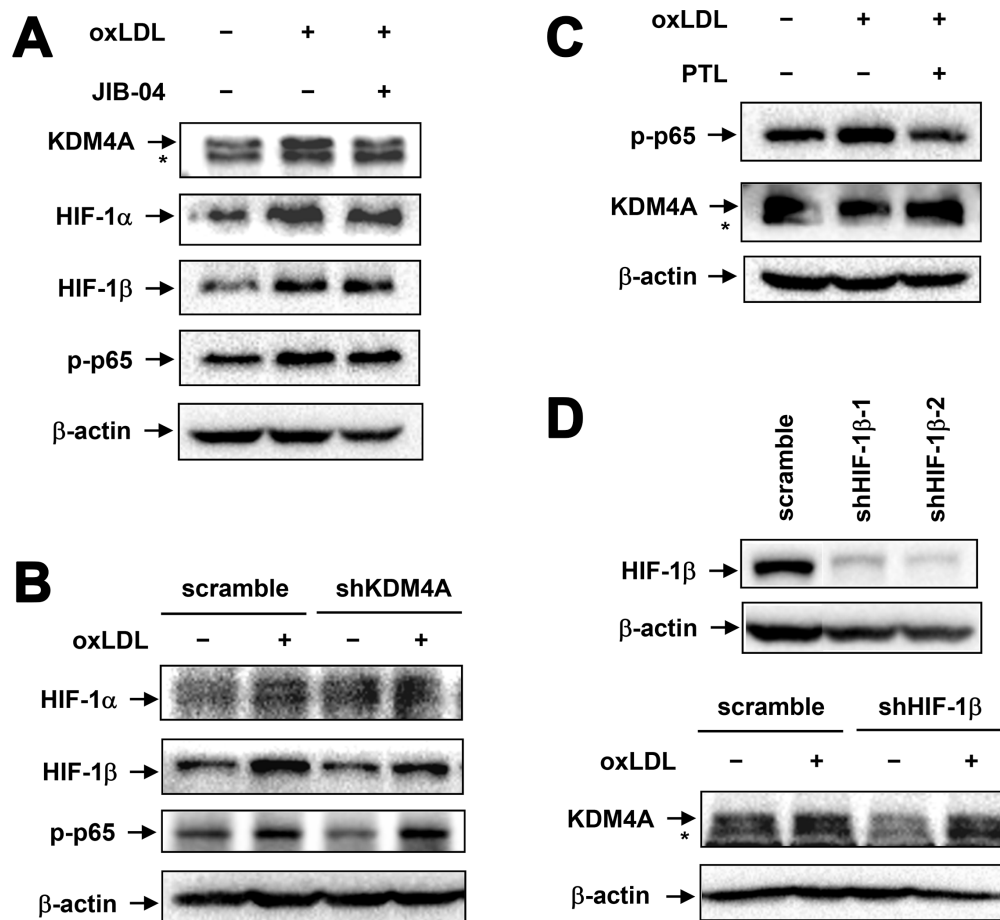 A
oxLDL – + +
JIB-04 – – +
KDM4A
*
HIF-1α
HIF-1β
p-p65
β-actin
B
scramble shKDM4A
oxLDL – + – +
HIF-1α
HIF-1β
p-p65
β-actin
C
oxLDL – + +
PTL – – +
p-p65
KDM4A
*
β-actin
D
scramble
shHIF-1β-1
shHIF-1β-2
HIF-1β
β-actin
scramble shHIF-1β
oxLDL – + – +
KDM4A
*
β-actin